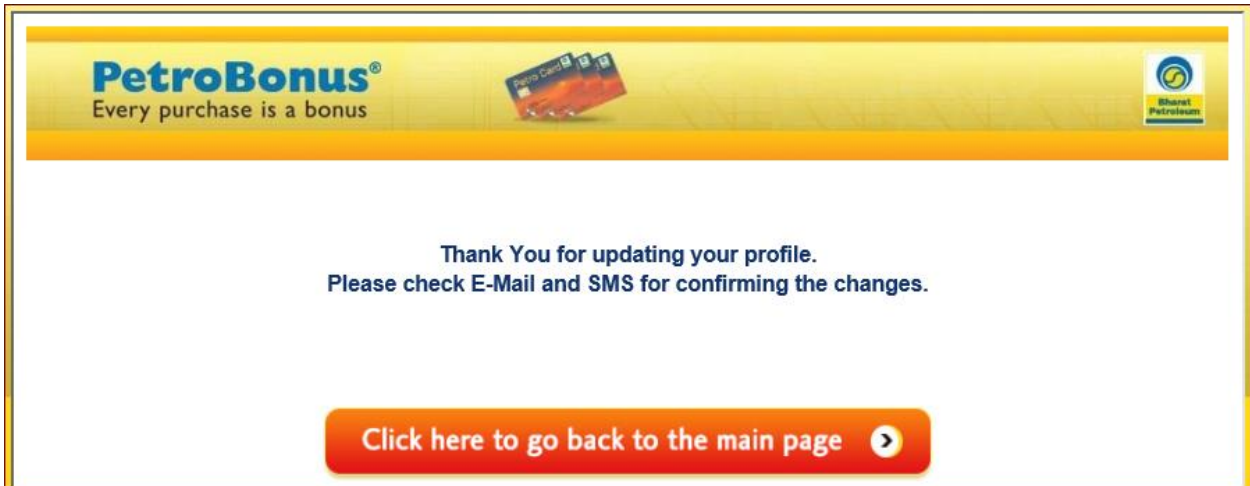 PetroBonus®
Every purchase is a bonus
Petro Card
Bharat
Petroleum
Thank You for updating your profile.
Please check E-Mail and SMS for confirming the changes.
Click here to go back to the main page